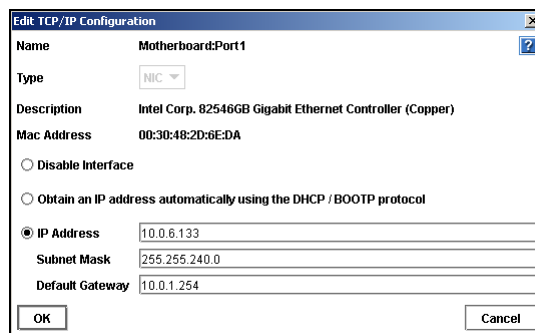 Edit TCP/IP Configuration
Name Motherboard:Port1
?
Type NIC
Description Intel Corp. 82546GB Gigabit Ethernet Controller (Copper)
Mac Address 00:30:48:2D:6E:DA
Disable Interface
Obtain an IP address automatically using the DHCP / BOOTP protocol
IP Address 10.0.6.133
Subnet Mask 255.255.240.0
Default Gateway 10.0.1.254
OK Cancel